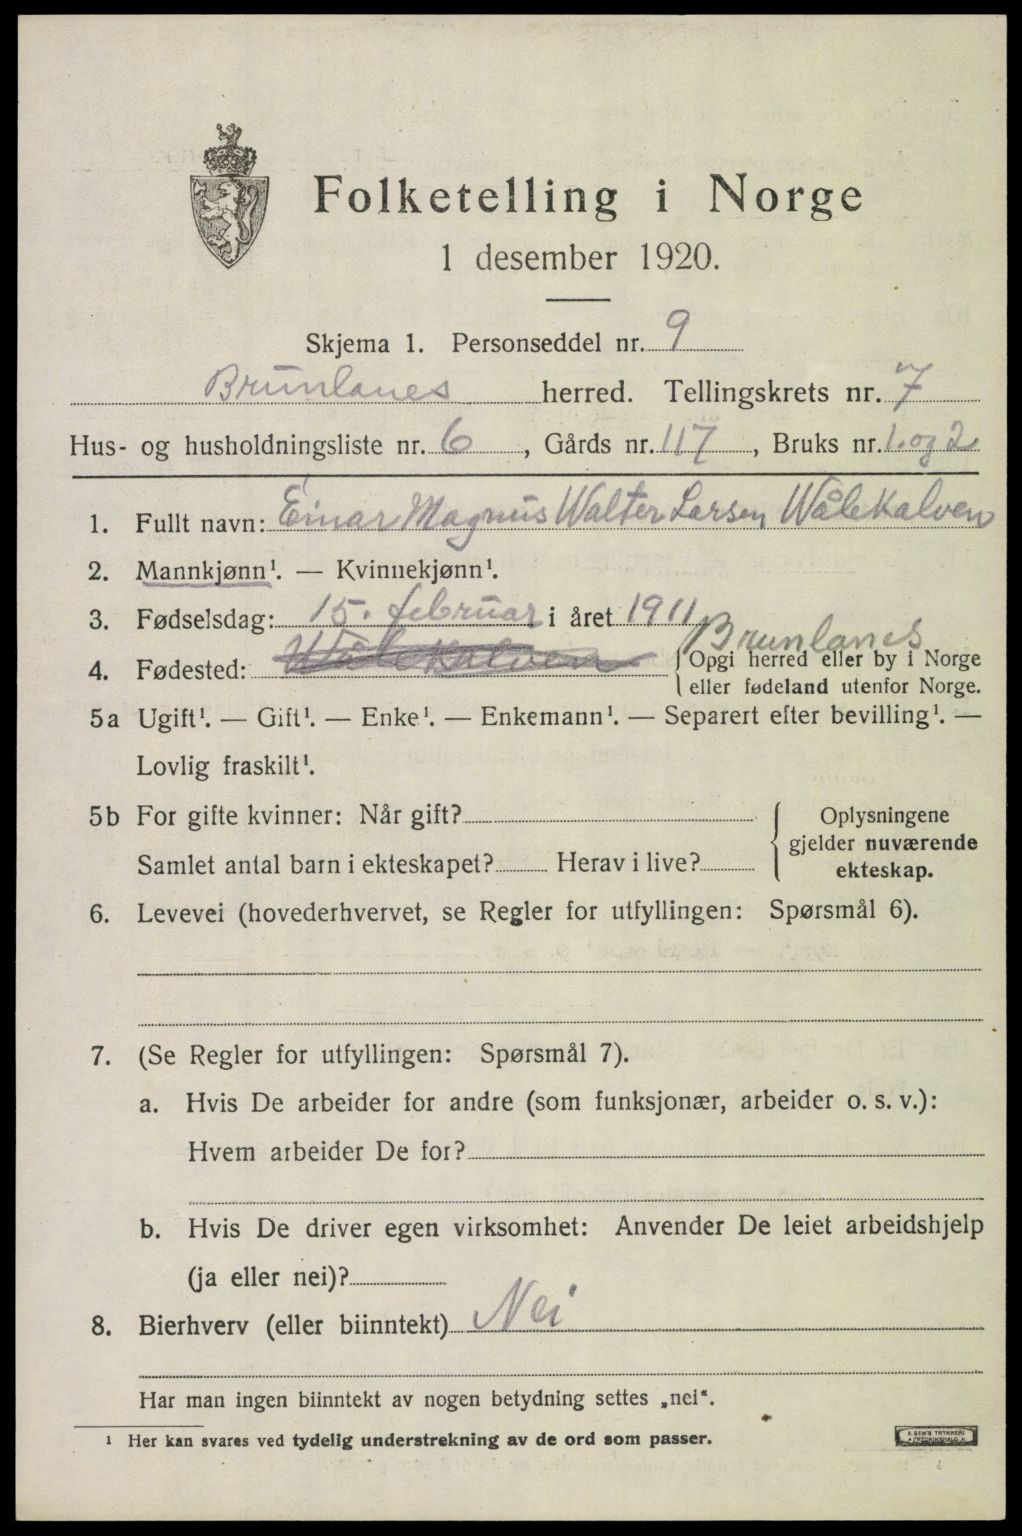 Folketelling i Norge
1 desember 1920.
Skjema 1. Personseddel nr. 9
Brunlanes herred. Tellingskrets nr. 7
Hus- og husholdningsliste nr. 6, Gårds nr. 117, Bruks nr. 1 og 2
1. Fullt navn: Einar Magnus Walter Larsen Wålekalven
2. Mannkjønn¹. — Kvinnekjønn¹.
3. Fødselsdag: 15. februar i året 1911
Brunlanes
4. Fødested: Wålekalven { Opgi herred eller by i Norge
eller fødeland utenfor Norge.
5a Ugift¹. — Gift¹. — Enke¹. — Enkemann¹. — Separert efter bevilling¹. —
Lovlig fraskilt¹.
5b For gifte kvinner: Når gift?
Samlet antal barn i ekteskapet? Herav i live?
Oplysningene
gjelder nuværende
ekteskap.
6. Levevei (hovederhvervet, se Regler for utfyllingen: Spørsmål 6).
7. (Se Regler for utfyllingen: Spørsmål 7).
a. Hvis De arbeider for andre (som funksjonær, arbeider o. s. v.):
Hvem arbeider De for?
b. Hvis De driver egen virksomhet: Anvender De leiet arbeidshjelp
(ja eller nei)?
8. Bierhverv (eller biinntekt) Nei
Har man ingen biinntekt av nogen betydning settes „nei“.
¹ Her kan svares ved tydelig understrekning av de ord som passer.
TRYKKERI
FREDRIKSHALD